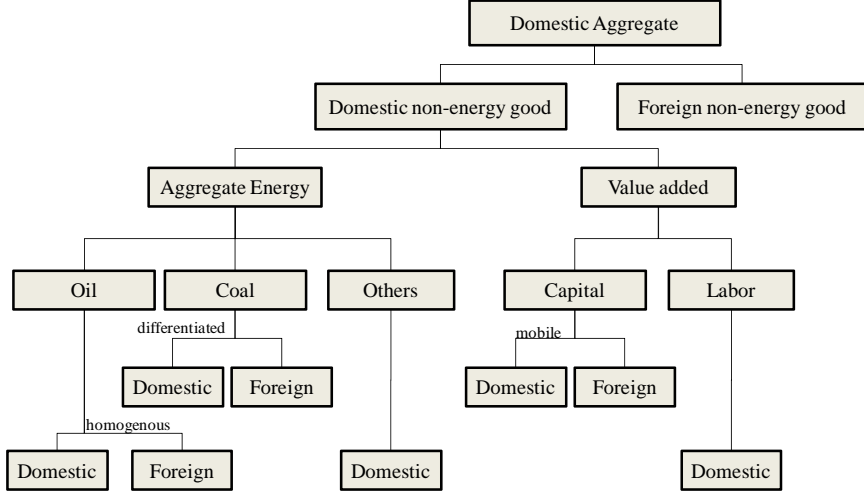 Domestic Aggregate
Domestic non-energy good
Foreign non-energy good
Aggregate Energy
Value added
Oil
Coal
Others
Capital
Labor
differentiated
mobile
Domestic
Foreign
Domestic
Foreign
homogenous
Domestic
Foreign
Domestic
Domestic